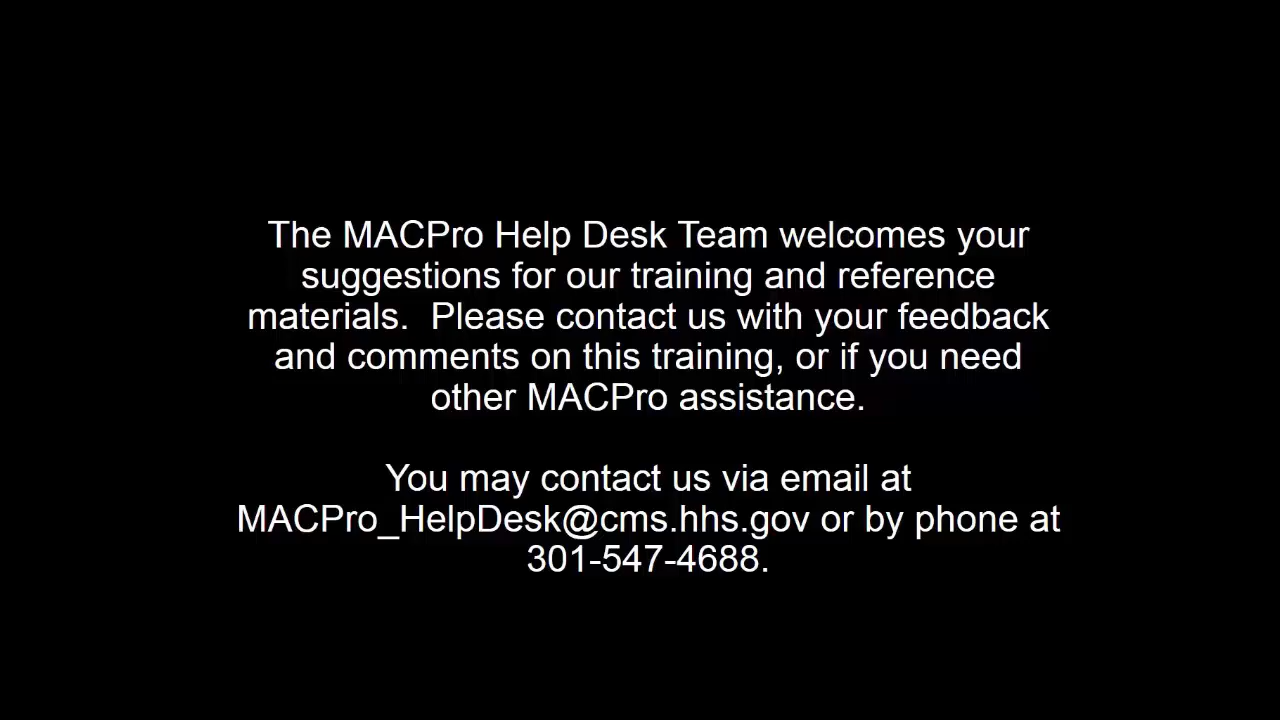 The MACPro Help Desk Team welcomes your
suggestions for our training and reference
materials.  Please contact us with your feedback
and comments on this training, or if you need
other MACPro assistance.
You may contact us via email at
MACPro_HelpDesk@cms.hhs.gov or by phone at
301-547-4688.